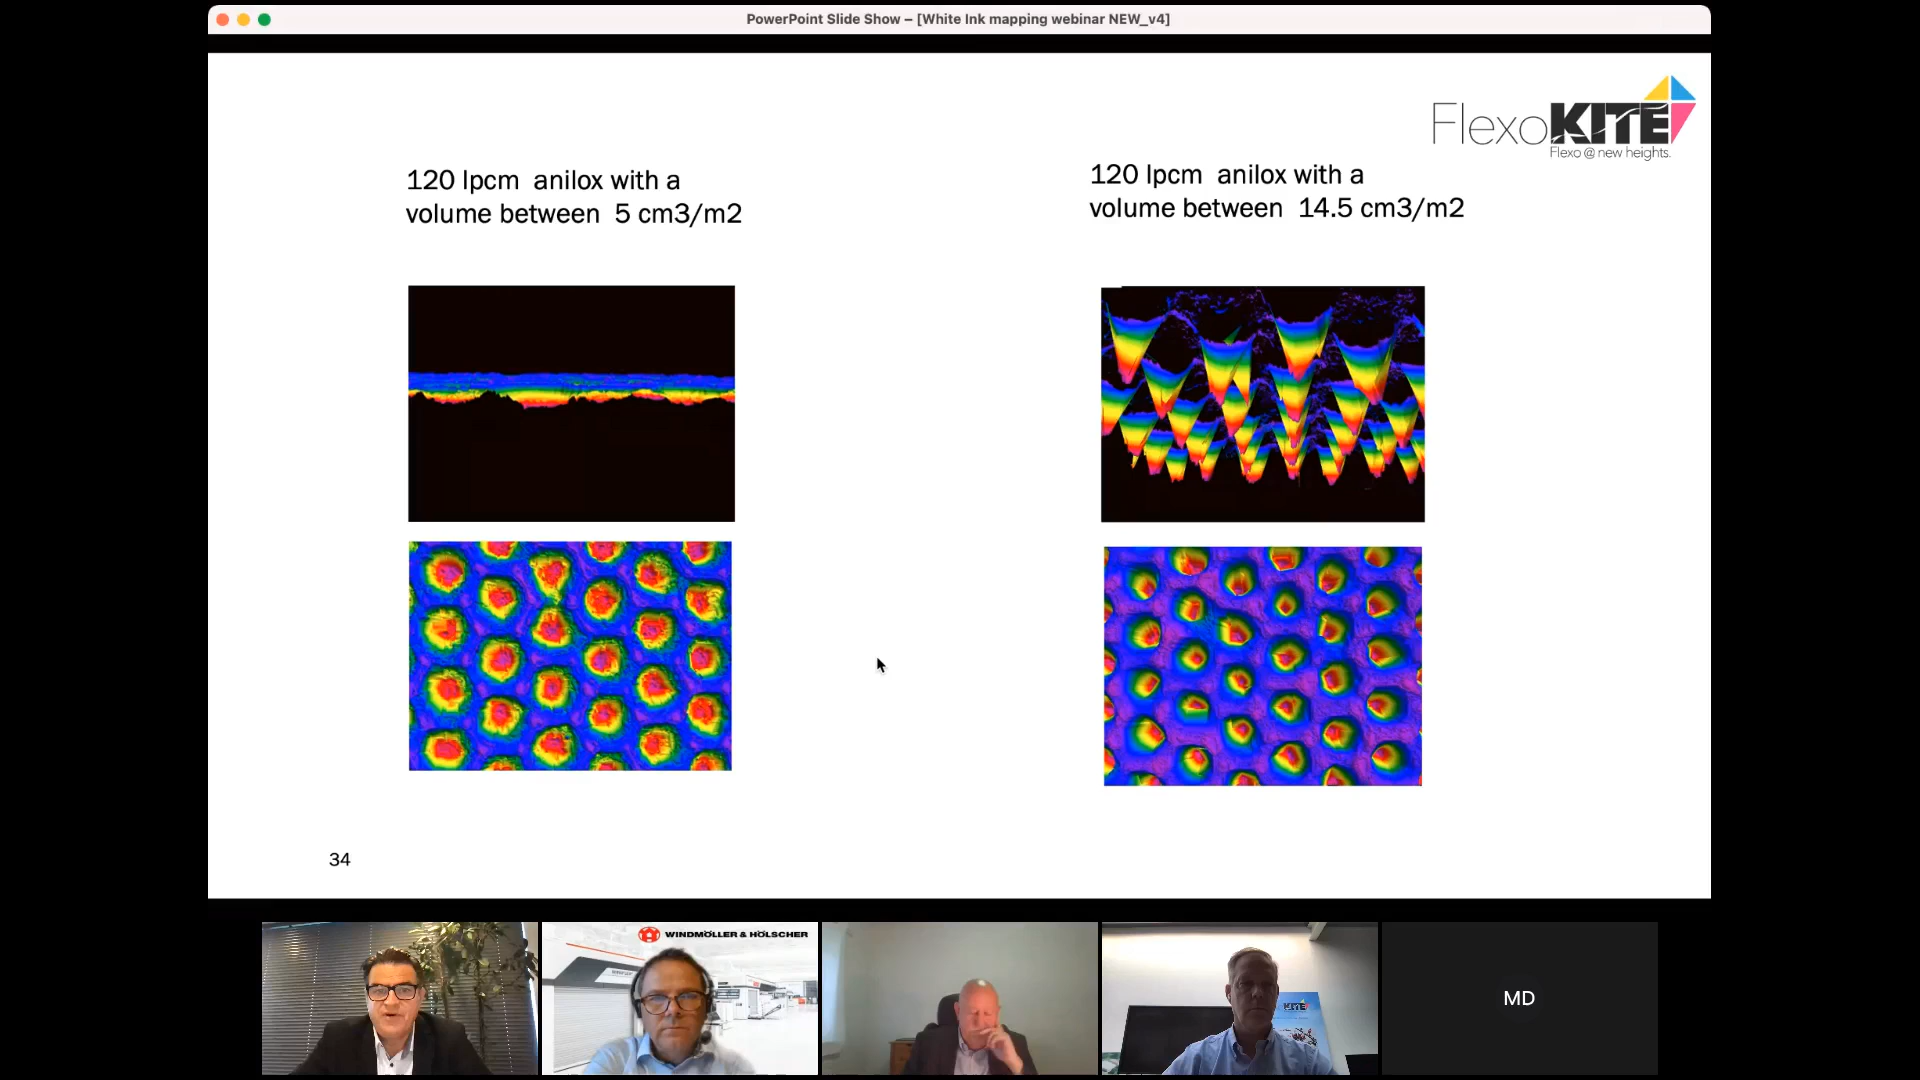 PowerPoint Slide Show – [White Ink mapping webinar NEW_v4]
FlexoKITE
Flexo @ new heights.
120 lpcm anilox with a
volume between 5 cm3/m2
120 lpcm anilox with a
volume between 14.5 cm3/m2
34
WINDMÖLLER & HÖLSCHER
KITE
MD